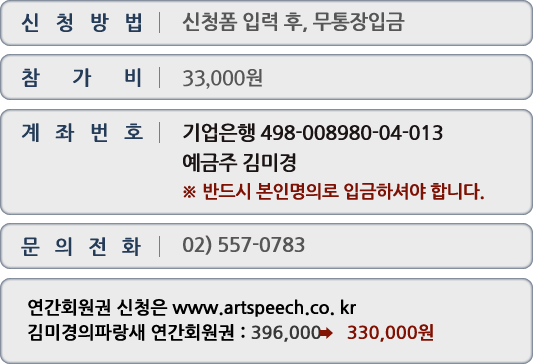 신 청 방 법 | 신청폼 입력 후, 무통장입금
참 가 비 | 33,000원
계 좌 번 호 | 기업은행 498-008980-04-013
예금주 김미경
※ 반드시 본인명의로 입금하셔야 합니다.
문 의 전 화 | 02) 557-0783
연간회원권 신청은 www.artspeech.co. kr
김미경의파랑새 연간회원권 : 396,000➡ 330,000원